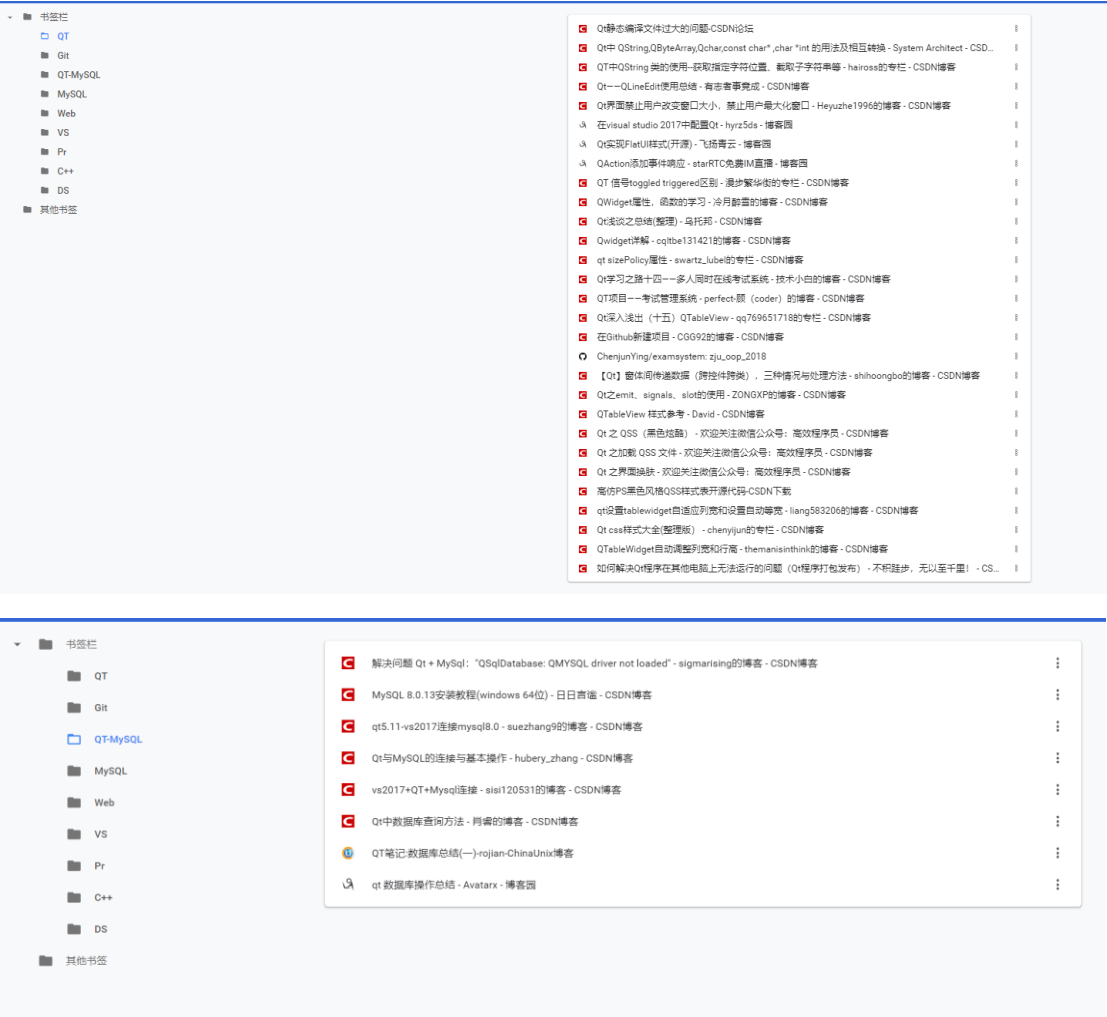 书签栏
QT
Git
QT-MySQL
MySQL
Web
VS
Pr
C++
DS
其他书签
Qt静态编译文件过大的问题-CSDN论坛
Qt中 QString,QByteArray,Qchar,const char* ,char *int 的用法及相互转换 - System Architect - CSD...
QT中QString 类的使用--获取指定字符位置、截取子字符串等 - haiross的专栏 - CSDN博客
Qt——QLineEdit使用总结 - 有志者事竟成 - CSDN博客
Qt界面禁止用户改变窗口大小，禁止用户最大化窗口 - Heyuzhe1996的博客 - CSDN博客
在visual studio 2017中配置Qt - hyrz5ds - 博客园
Qt实现FlatUI样式(开源) - 飞扬青云 - 博客园
QAction添加事件响应 - starRTC免费IM直播 - 博客园
QT 信号toggled triggered区别 - 漫步繁华街的专栏 - CSDN博客
QWidget属性，函数的学习 - 冷月醉雪的博客 - CSDN博客
Qt浅谈之总结(整理) - 乌托邦 - CSDN博客
Qwidget详解 - cqltbe131421的博客 - CSDN博客
qt sizePolicy属性 - swartz_lubel的专栏 - CSDN博客
Qt学习之路十四——多人同时在线考试系统 - 技术小白的博客 - CSDN博客
QT项目——考试管理系统 - perfect-顾（coder）的博客 - CSDN博客
Qt深入浅出（十五）QTableView - qq769651718的专栏 - CSDN博客
在Github新建项目 - CGG92的博客 - CSDN博客
ChenjunYing/examsystem: zju_oop_2018
【Qt】窗体间传递数据（跨控件跨类），三种情况与处理方法 - shihoongbo的博客 - CSDN博客
Qt之emit、signals、slot的使用 - ZONGXP的博客 - CSDN博客
QTableView 样式参考 - David - CSDN博客
Qt 之 QSS（黑色炫酷） - 欢迎关注微信公众号：高效程序员 - CSDN博客
Qt 之加载 QSS 文件 - 欢迎关注微信公众号：高效程序员 - CSDN博客
Qt 之界面换肤 - 欢迎关注微信公众号：高效程序员 - CSDN博客
高仿PS黑色风格QSS样式表开源代码-CSDN下载
qt设置tablewidget自适应列宽和设置自动等宽 - liang583206的博客 - CSDN博客
Qt css样式大全(整理版） - chenyijun的专栏 - CSDN博客
QTableWidget自动调整列宽和行高 - themanisinthink的博客 - CSDN博客
如何解决Qt程序在其他电脑上无法运行的问题（Qt程序打包发布） - 不积跬步，无以至千里！ - CS...
书签栏
QT
Git
QT-MySQL
MySQL
Web
VS
Pr
C++
DS
其他书签
解决问题 Qt + MySql："QSqlDatabase: QMYSQL driver not loaded" - sigmarising的博客 - CSDN博客
MySQL 8.0.13安装教程(windows 64位) - 日日言谧 - CSDN博客
qt5.11-vs2017连接mysql8.0 - suezhang9的博客 - CSDN博客
Qt与MySQL的连接与基本操作 - hubery_zhang - CSDN博客
vs2017+QT+Mysql连接 - sisi120531的博客 - CSDN博客
Qt中数据库查询方法 - 肖睿的博客 - CSDN博客
QT笔记:数据库总结(一)-rojian-ChinaUnix博客
qt 数据库操作总结 - Avatarx - 博客园